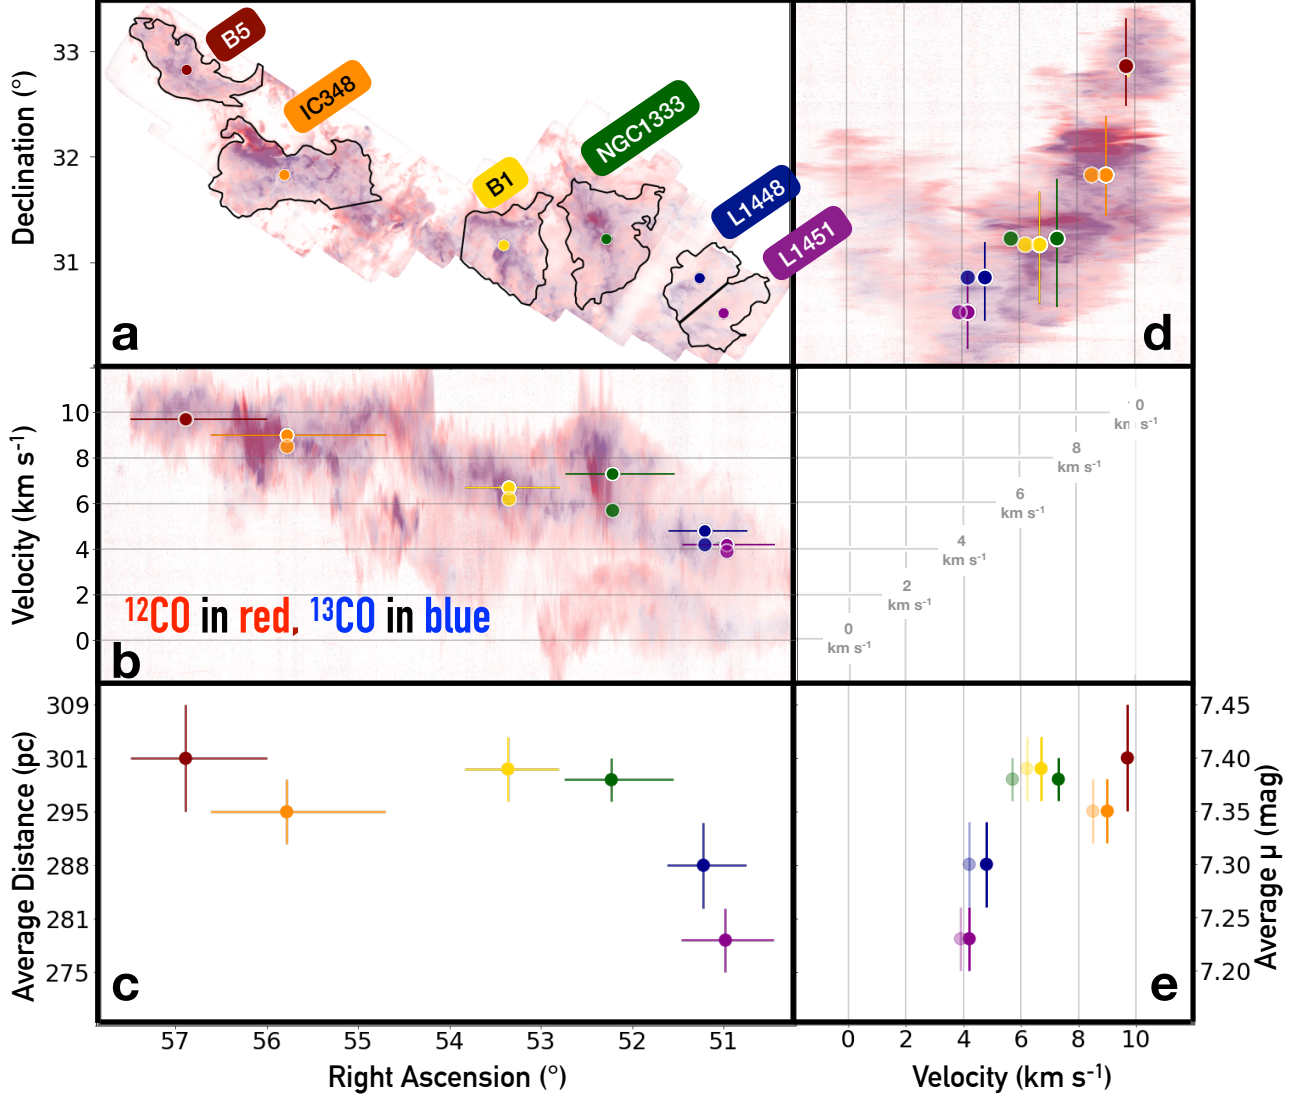 Declination (°)
33
32
31
B5
IC348
B1
NGC1333
L1448
L1451
a
d
Velocity (km s⁻¹)
10
8
6
4
2
0
¹²CO in red, ¹³CO in blue
b
0
km s⁻¹
8
km s⁻¹
6
km s⁻¹
4
km s⁻¹
2
km s⁻¹
0
km s⁻¹
Average Distance (pc)
309
301
295
288
281
275
c
e
7.45
7.40
7.35
7.30
7.25
7.20
Average μ (mag)
57 56 55 54 53 52 51
Right Ascension (°)
0 2 4 6 8 10
Velocity (km s⁻¹)